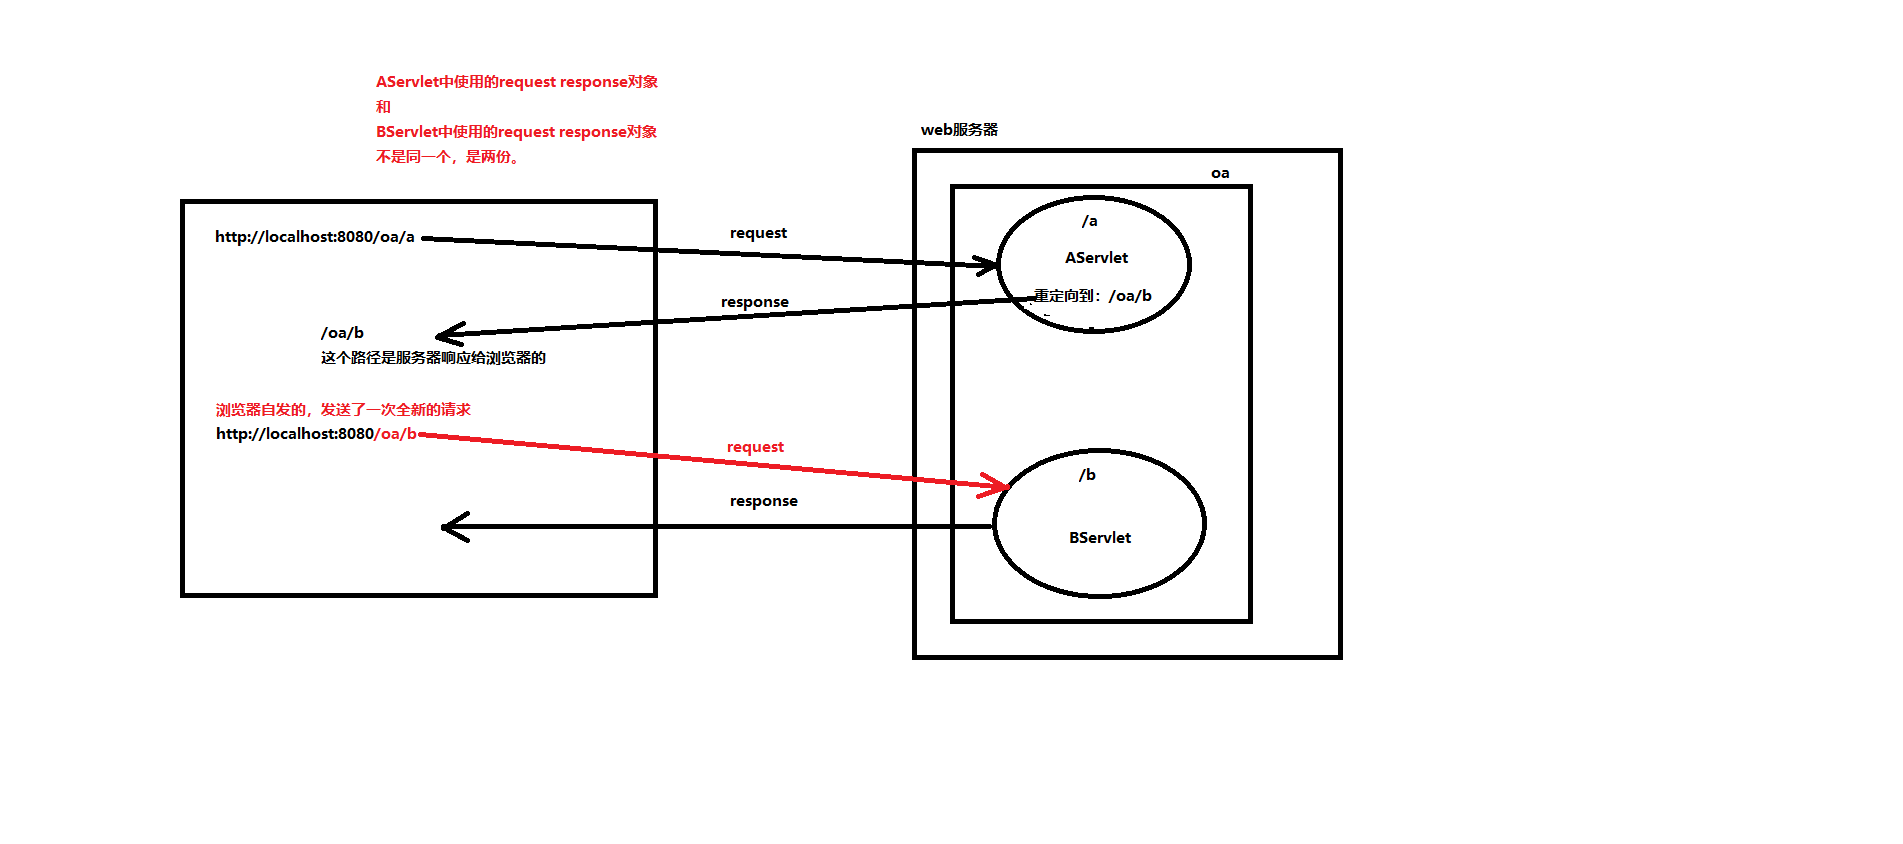 AServlet中使用的request response对象
和
BServlet中使用的request response对象
不是同一个，是两份。
web服务器
oa
http://localhost:8080/oa/a
request
/a
AServlet
重定向到：/oa/b
response
/oa/b
这个路径是服务器响应给浏览器的
浏览器自发的，发送了一次全新的请求
http://localhost:8080/oa/b
request
/b
response
BServlet